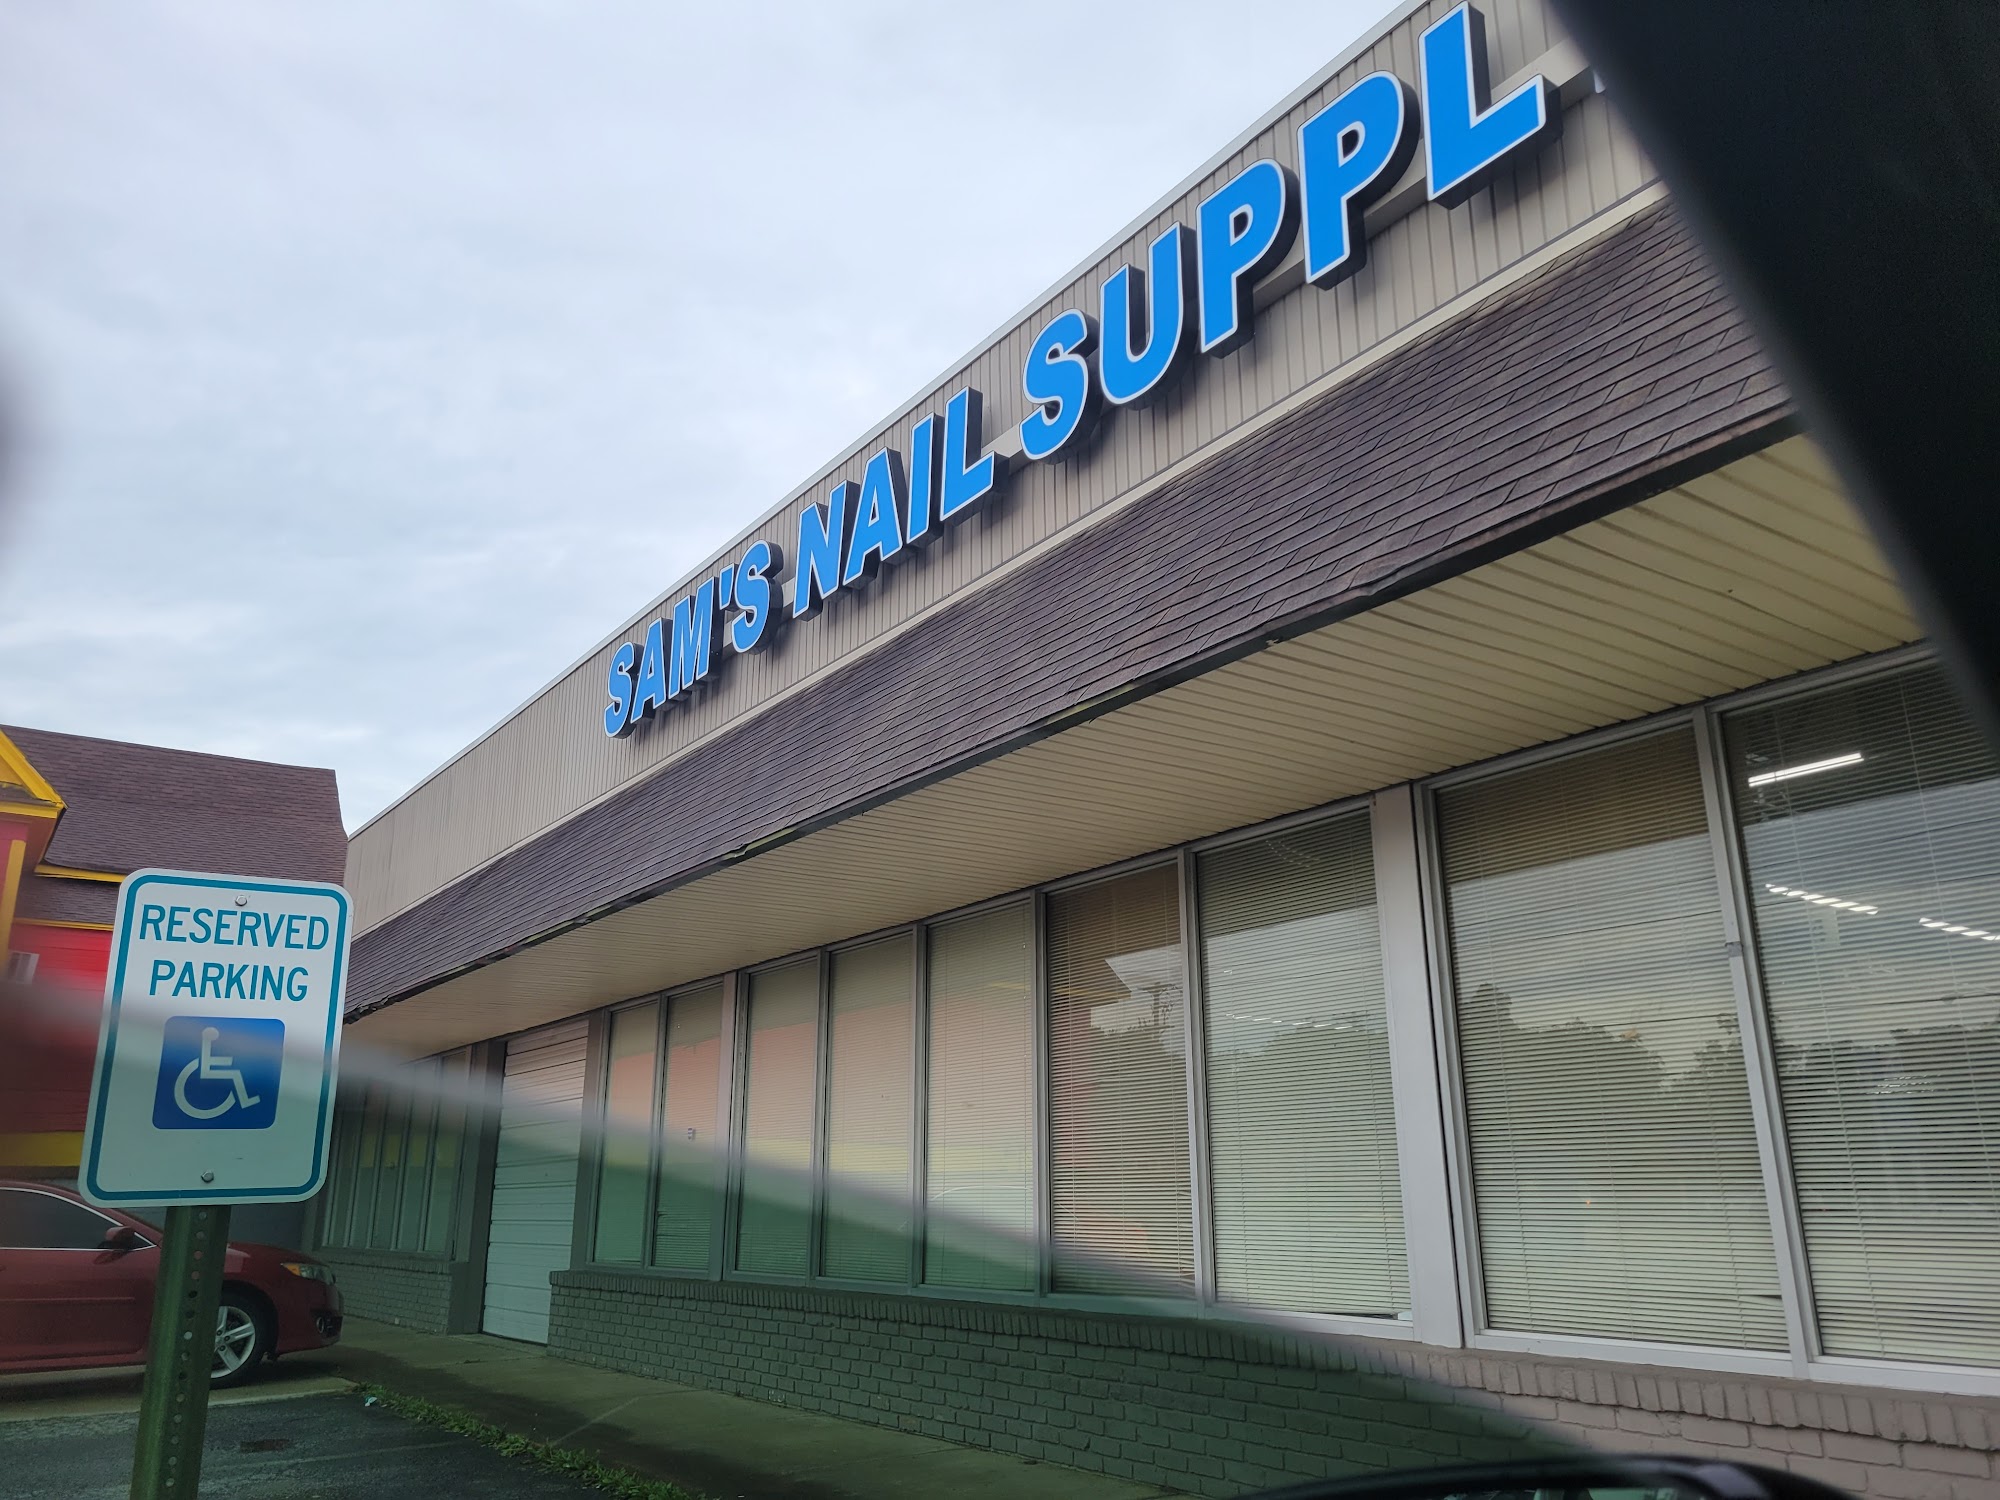 SAM'S NAIL SUPPL
RESERVED
PARKING